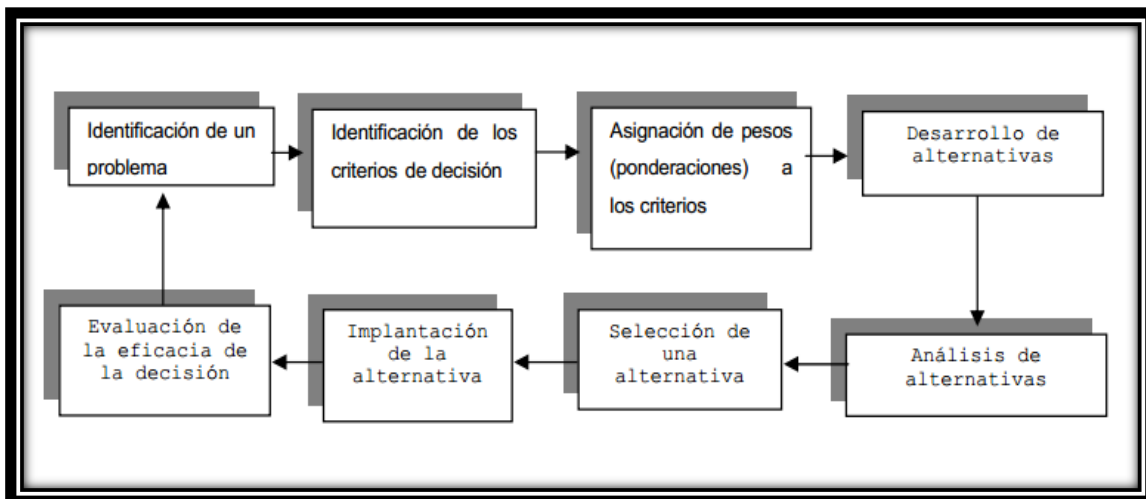 Identificación de un
problema
Identificación de los
criterios de decisión
Asignación de pesos
(ponderaciones) a
los criterios
Desarrollo de
alternativas
Análisis de
alternativas
Selección de
una
alternativa
Implantación
de la
alternativa
Evaluación de
la eficacia de
la decisión